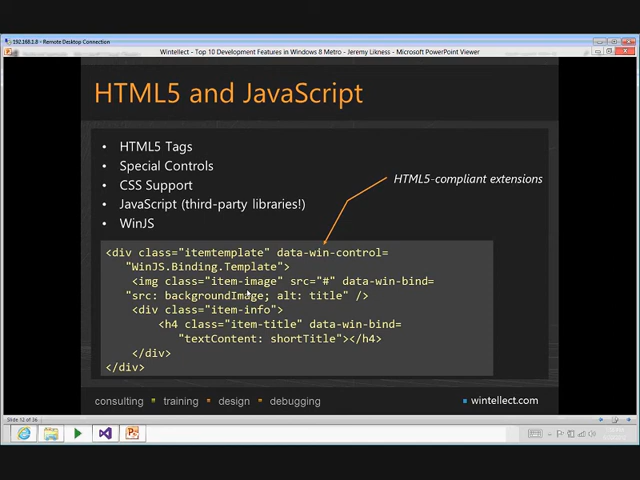 192.168.1.8 - Remote Desktop Connection
Wintellect - Top 10 Development Features in Windows 8 Metro - Jeremy Likness - Microsoft PowerPoint Viewer
HTML5 and JavaScript
• HTML5 Tags
• Special Controls
• CSS Support
• JavaScript (third-party libraries!)
• WinJS
HTML5-compliant extensions
<div class="itemtemplate" data-win-control=
"WinJS.Binding.Template">
<img class="item-image" src="#" data-win-bind=
"src: backgroundImage; alt: title" />
<div class="item-info">
<h4 class="item-title" data-win-bind=
"textContent: shortTitle"></h4>
</div>
</div>
consulting training design debugging
wintellect.com
Slide 12 of 36